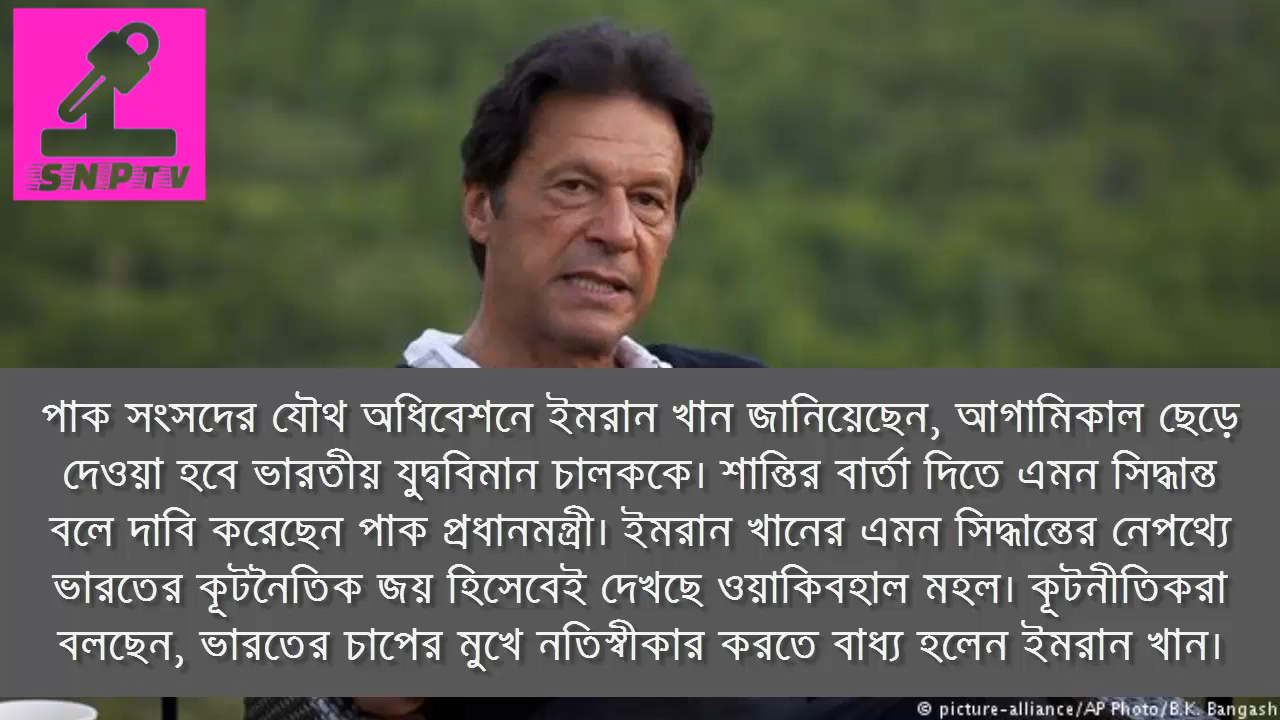 SNPTV
পাক সংসদের যৌথ অধিবেশনে ইমরান খান জানিয়েছেন, আগামিকাল ছেড়ে
দেওয়া হবে ভারতীয় যুদ্ববিমান চালককে। শান্তির বার্তা দিতে এমন সিদ্ধান্ত
বলে দাবি করেছেন পাক প্রধানমন্ত্রী। ইমরান খানের এমন সিদ্ধান্তের নেপথ্যে
ভারতের কূটনৈতিক জয় হিসেবেই দেখছে ওয়াকিবহাল মহল। কূটনীতিকরা
বলছেন, ভারতের চাপের মুখে নতিস্বীকার করতে বাধ্য হলেন ইমরান খান।
© picture-alliance/AP Photo/B.K. Bangash